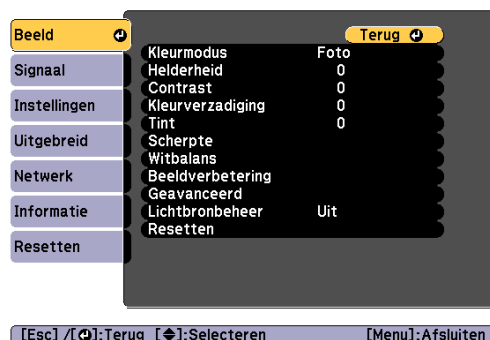 Beeld
Signaal
Instellingen
Uitgebreid
Netwerk
Informatie
Resetten
Terug
Kleurmodus Foto
Helderheid 0
Contrast 0
Kleurverzadiging 0
Tint 0
Scherpte
Witbalans
Beeldverbetering
Geavanceerd
Lichtbronbeheer Uit
Resetten
[Esc] /[⏎]:Terug [◆]:Selecteren [Menu]:Afsluiten